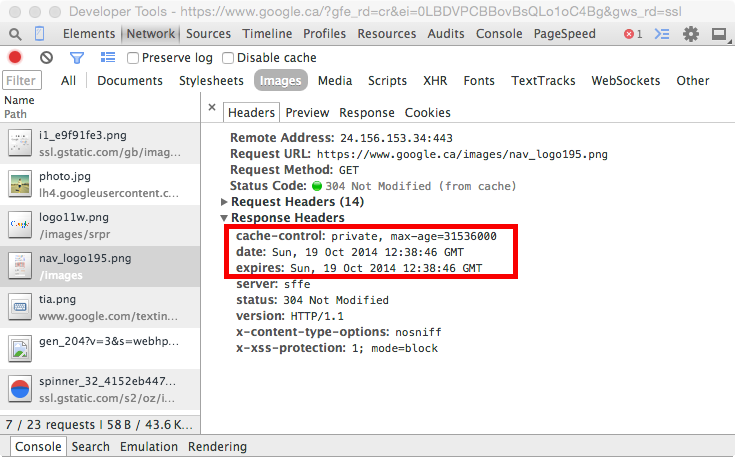 Developer Tools - https://www.google.ca/?gfe_rd=cr&ei=0LBDVPCBBovBsQLo1oC4Bg&gws_rd=ssl
Elements Network Sources Timeline Profiles Resources Audits Console PageSpeed 1
Preserve log Disable cache
Filter All Documents Stylesheets Images Media Scripts XHR Fonts TextTracks WebSockets Other
Name
Path
i1_e9f91fe3.png
ssl.gstatic.com/gb/imag...
photo.jpg
lh4.googleusercontent.c...
logo11w.png
/images/srpr
nav_logo195.png
/images
tia.png
www.google.com/textin...
gen_204?v=3&s=webhp...
spinner_32_4152eb447...
ssl.gstatic.com/s2/oz/i...
7 / 23 requests | 58 B / 43.6 K...
× Headers Preview Response Cookies
Remote Address: 24.156.153.34:443
Request URL: https://www.google.ca/images/nav_logo195.png
Request Method: GET
Status Code: 304 Not Modified (from cache)
Request Headers (14)
Response Headers
cache-control: private, max-age=31536000
date: Sun, 19 Oct 2014 12:38:46 GMT
expires: Sun, 19 Oct 2014 12:38:46 GMT
server: sffe
status: 304 Not Modified
version: HTTP/1.1
x-content-type-options: nosniff
x-xss-protection: 1; mode=block
Console Search Emulation Rendering